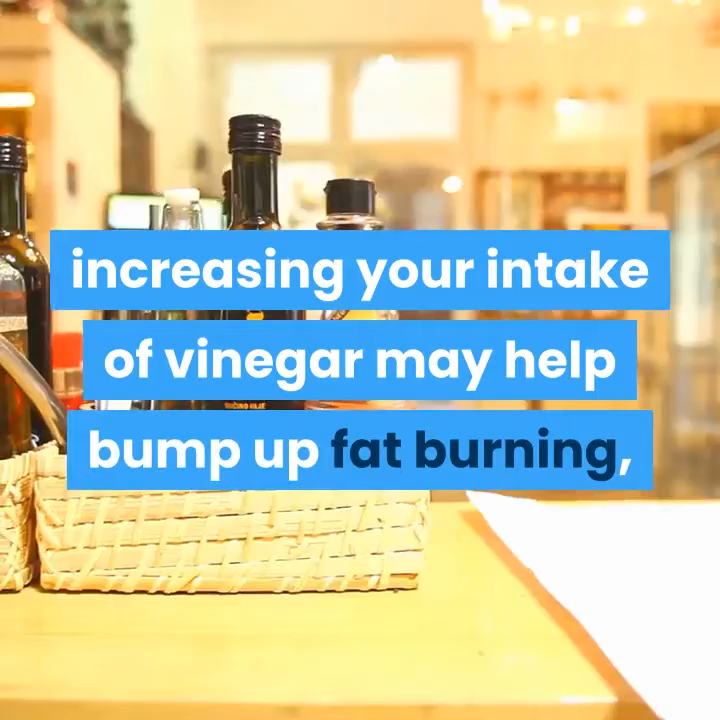 increasing your intake
of vinegar may help
bump up fat burning,